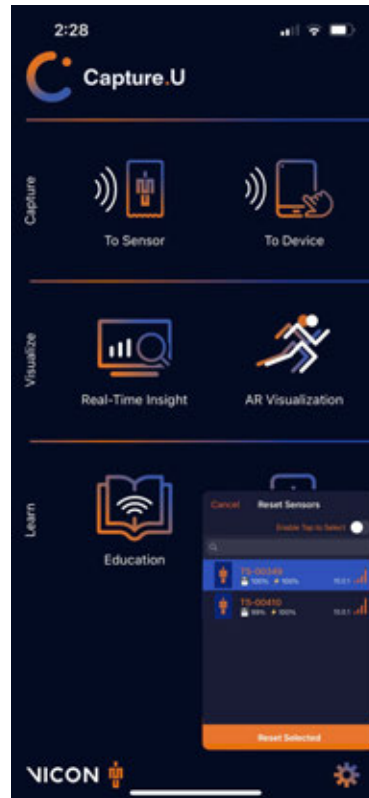 2:28
Capture.U
Capture
To Sensor
To Device
Visualize
Real-Time Insight
AR Visualization
Learn
Education
Cancel Reset Sensors
Enable Tap to Select
TS-00349
100% 100%
TS-00410
99% 100%
Reset Selected
VICON